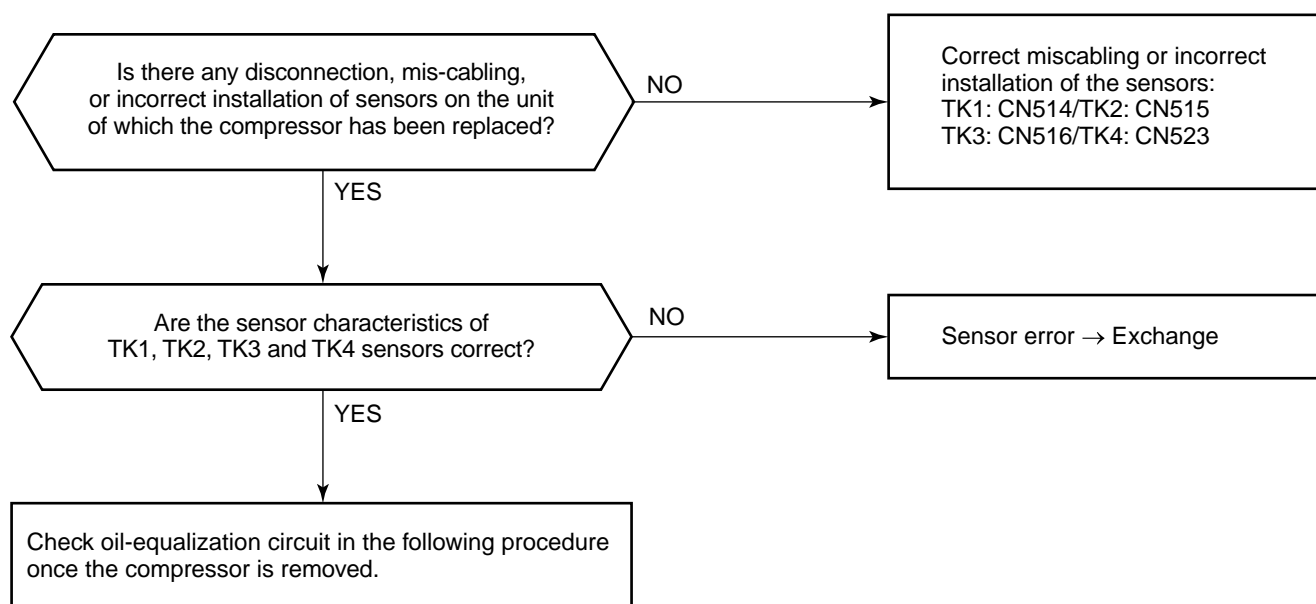 Is there any disconnection, mis-cabling,
or incorrect installation of sensors on the unit
of which the compressor has been replaced?
NO
Correct miscabling or incorrect
installation of the sensors:
TK1: CN514/TK2: CN515
TK3: CN516/TK4: CN523
YES
Are the sensor characteristics of
TK1, TK2, TK3 and TK4 sensors correct?
NO
Sensor error → Exchange
YES
Check oil-equalization circuit in the following procedure
once the compressor is removed.